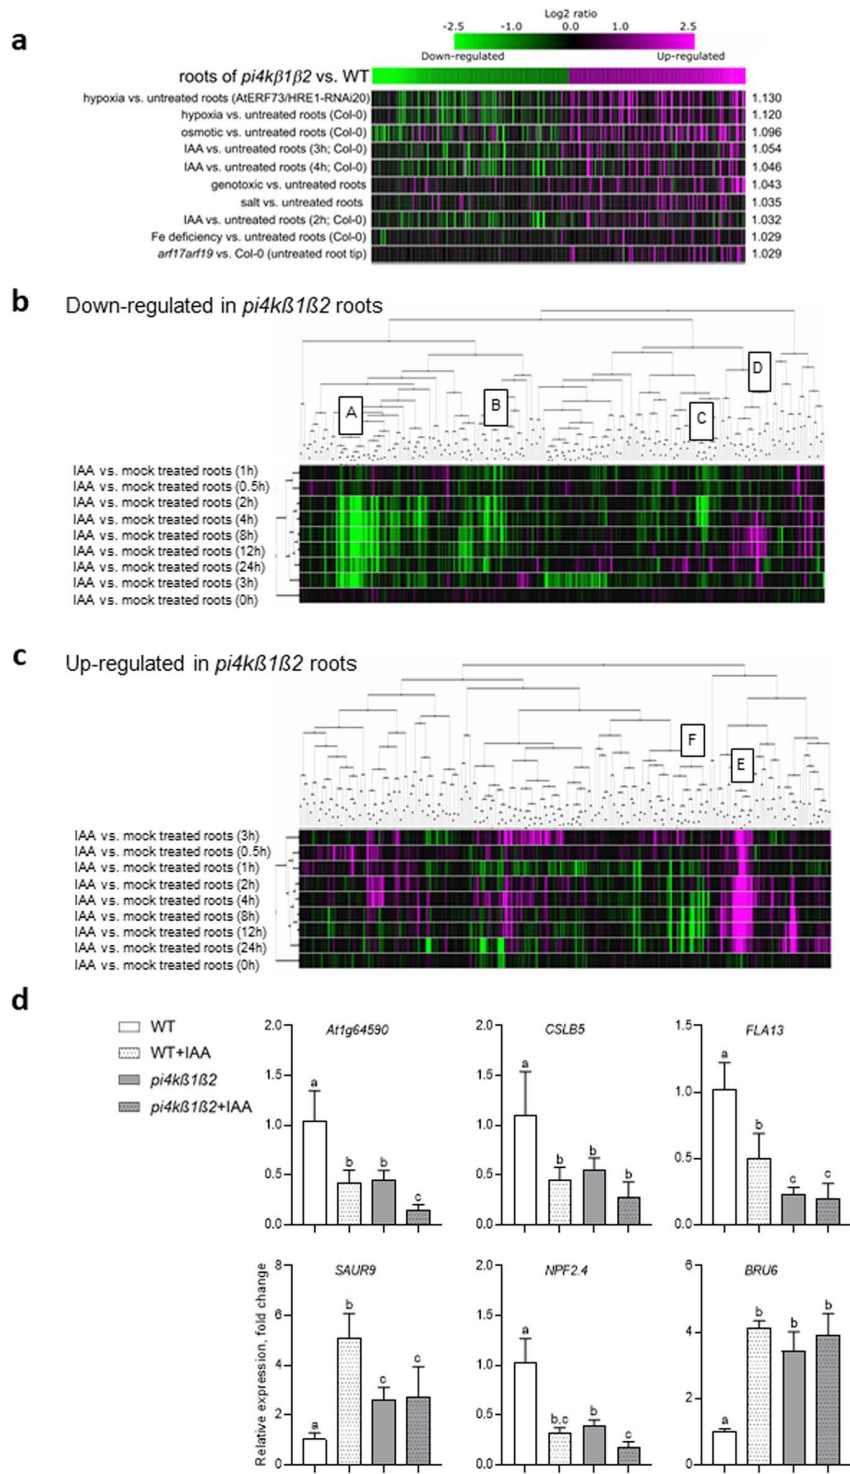 a
Log2 ratio
-2.5 -1.0 0.0 1.0 2.5
Down-regulated Up-regulated
roots of pi4kβ1β2 vs. WT
hypoxia vs. untreated roots (AtERF73/HRE1-RNAi20) 1.130
hypoxia vs. untreated roots (Col-0) 1.120
osmotic vs. untreated roots (Col-0) 1.096
IAA vs. untreated roots (3h; Col-0) 1.054
IAA vs. untreated roots (4h; Col-0) 1.046
genotoxic vs. untreated roots 1.043
salt vs. untreated roots 1.035
IAA vs. untreated roots (2h; Col-0) 1.032
Fe deficiency vs. untreated roots (Col-0) 1.029
arf17arf19 vs. Col-0 (untreated root tip) 1.029
b Down-regulated in pi4kß1ß2 roots
D
A B C
IAA vs. mock treated roots (1h)
IAA vs. mock treated roots (0.5h)
IAA vs. mock treated roots (2h)
IAA vs. mock treated roots (4h)
IAA vs. mock treated roots (8h)
IAA vs. mock treated roots (12h)
IAA vs. mock treated roots (24h)
IAA vs. mock treated roots (3h)
IAA vs. mock treated roots (0h)
c Up-regulated in pi4kß1ß2 roots
F
E
IAA vs. mock treated roots (3h)
IAA vs. mock treated roots (0.5h)
IAA vs. mock treated roots (1h)
IAA vs. mock treated roots (2h)
IAA vs. mock treated roots (4h)
IAA vs. mock treated roots (8h)
IAA vs. mock treated roots (12h)
IAA vs. mock treated roots (24h)
IAA vs. mock treated roots (0h)
d
WT
WT+IAA
pi4kß1ß2
pi4kß1ß2+IAA
At1g64590
2.0
1.5
1.0
0.5
0.0
a b b c
CSLB5
2.0
1.5
1.0
0.5
0.0
a b b b
FLA13
1.5
1.0
0.5
0.0
a b c c
Relative expression, fold change
SAUR9
8
6
4
2
0
a b c c
NPF2.4
2.0
1.5
1.0
0.5
0.0
a b,c b c
BRU6
6
4
2
0
a b b b